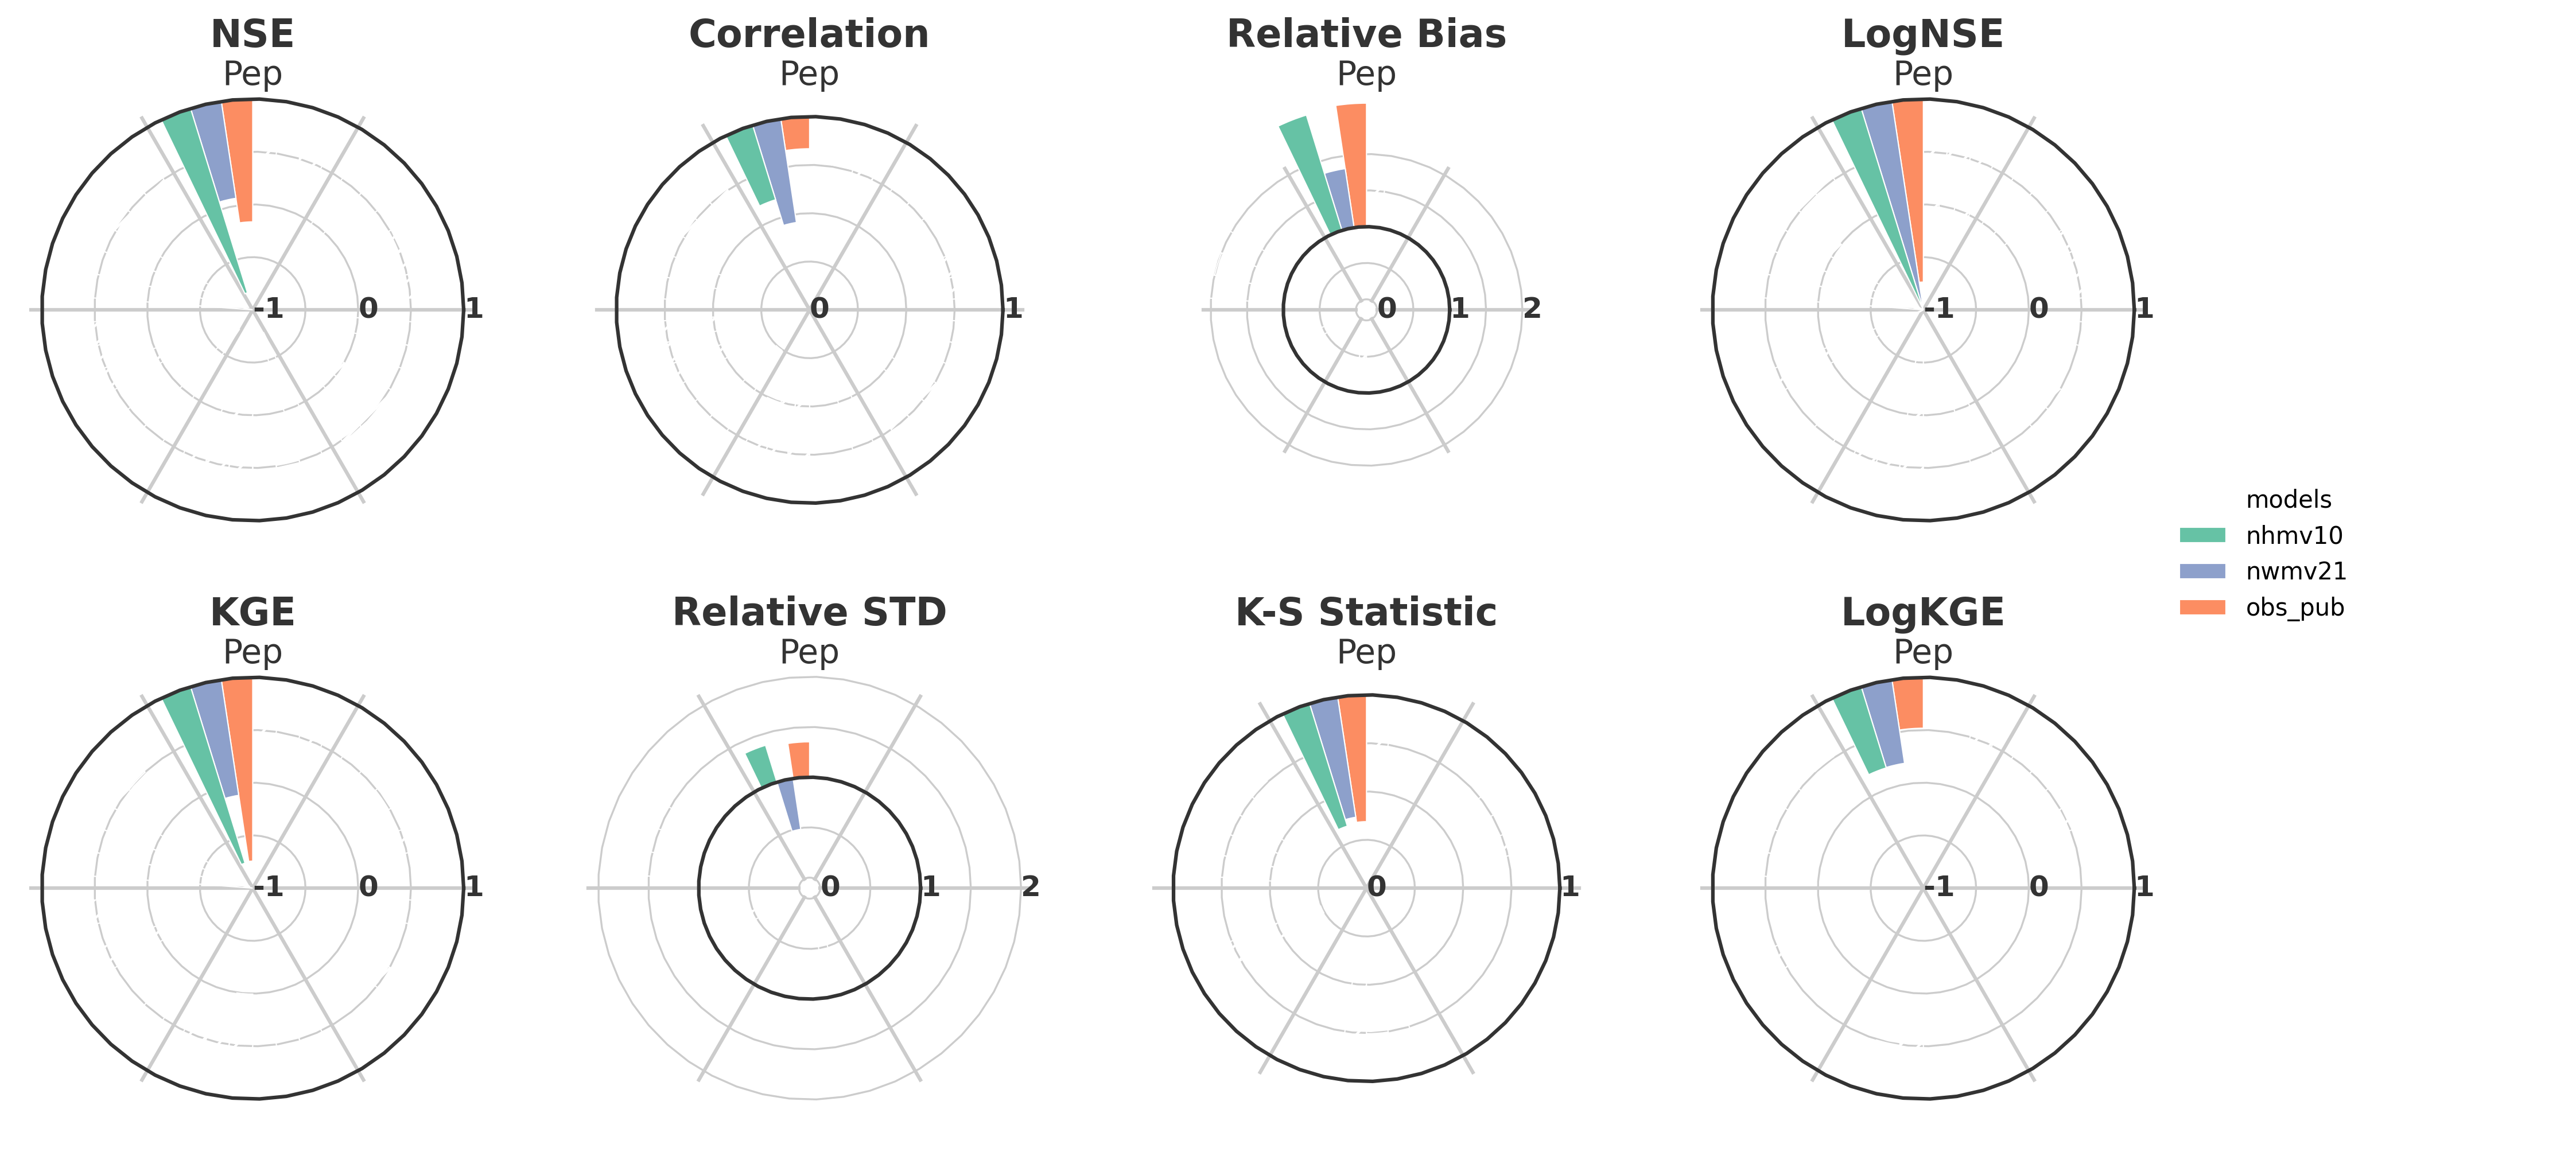 NSE
Pep
-1 0 1
Correlation
Pep
0 1
Relative Bias
Pep
0 1 2
LogNSE
Pep
-1 0 1
models
nhmv10
nwmv21
obs_pub
KGE
Pep
-1 0 1
Relative STD
Pep
0 1 2
K-S Statistic
Pep
0 1
LogKGE
Pep
-1 0 1